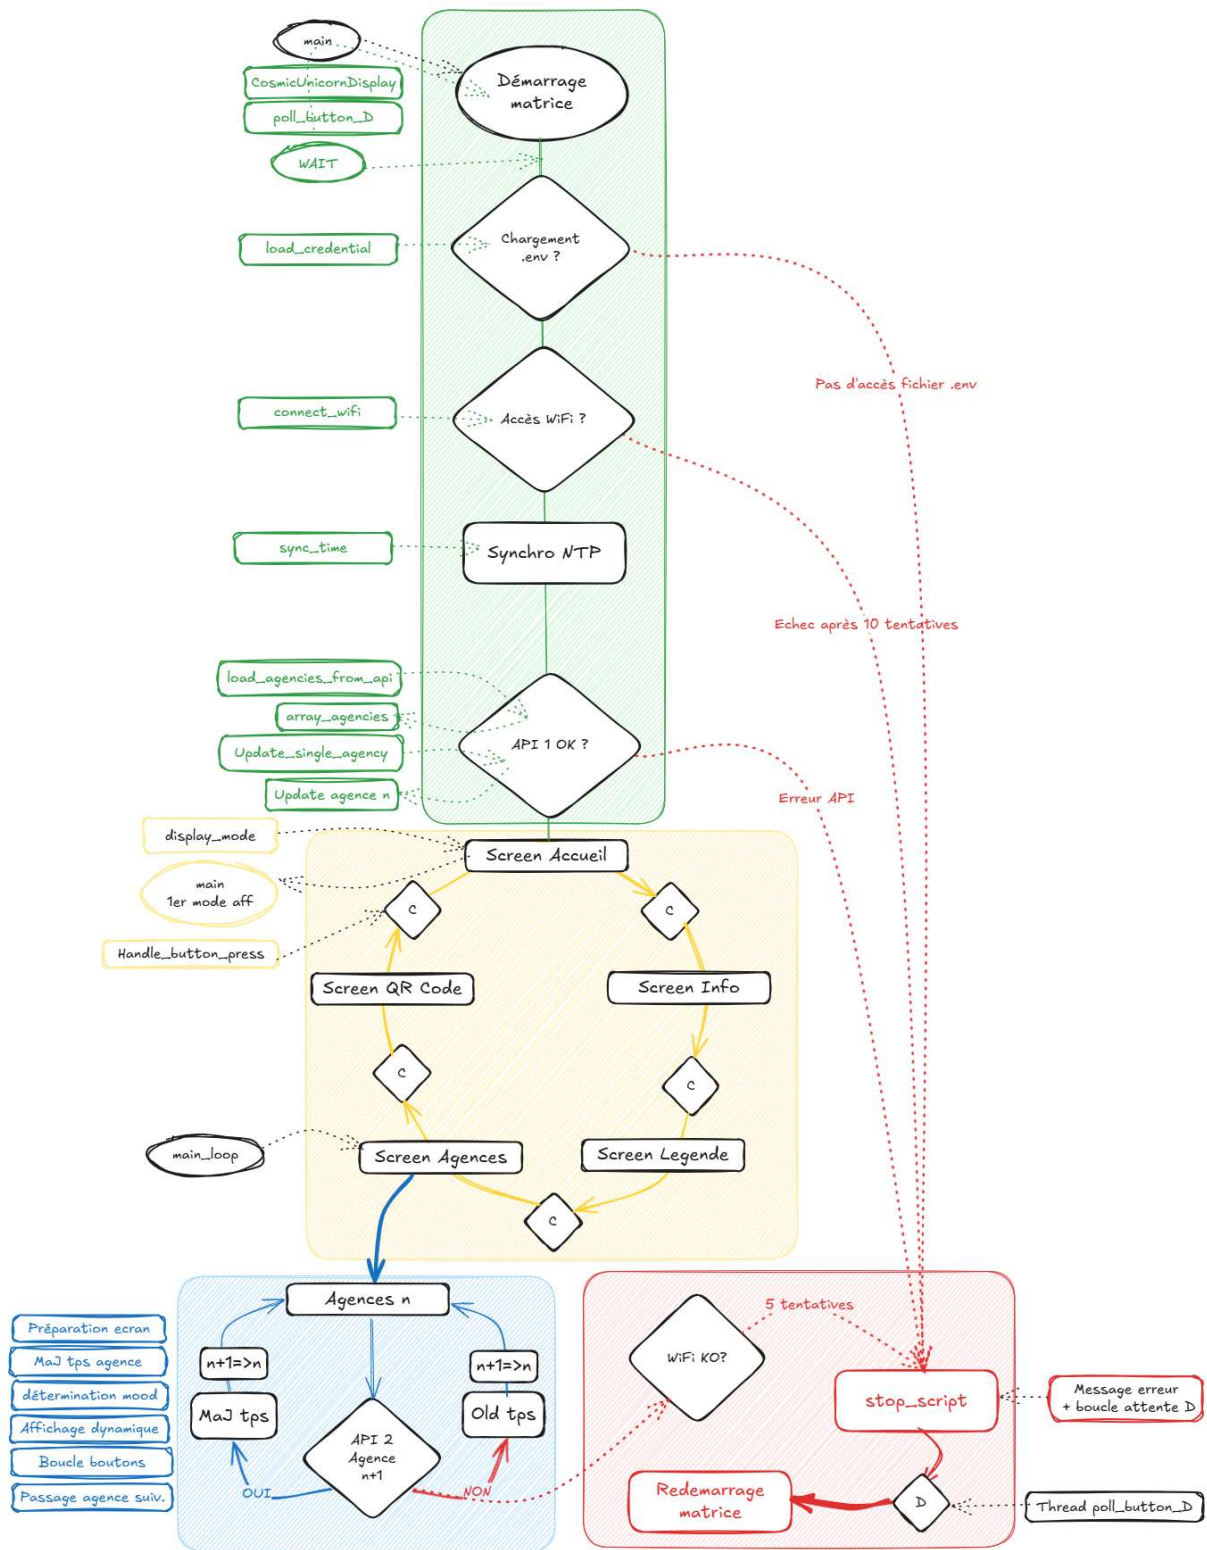 main
CosmicUnicornDisplay
poll_button_D
WAIT
Démarrage
matrice
load_credential
Chargement
.env ?
Pas d'accès fichier .env
connect_wifi
Accès WiFi ?
sync_time
Synchro NTP
Echec après 10 tentatives
load_agencies_from_api
array_agencies
Update_single_agency
Update agence n
API 1 OK ?
Erreur API
display_mode
main
1er mode aff
Handle_button_press
Screen Accueil
C
C
Screen QR Code
Screen Info
C
C
main_loop
Screen Agences
Screen Legende
C
Agences n
Préparation ecran
MaJ tps agence
détermination mood
Affichage dynamique
Boucle boutons
Passage agence suiv.
n+1=>n
n+1=>n
MaJ tps
Old tps
API 2
Agence
n+1
OUI
NON
5 tentatives
WiFi KO?
stop_script
Message erreur
+ boucle attente D
Redemarrage
matrice
D
Thread poll_button_D